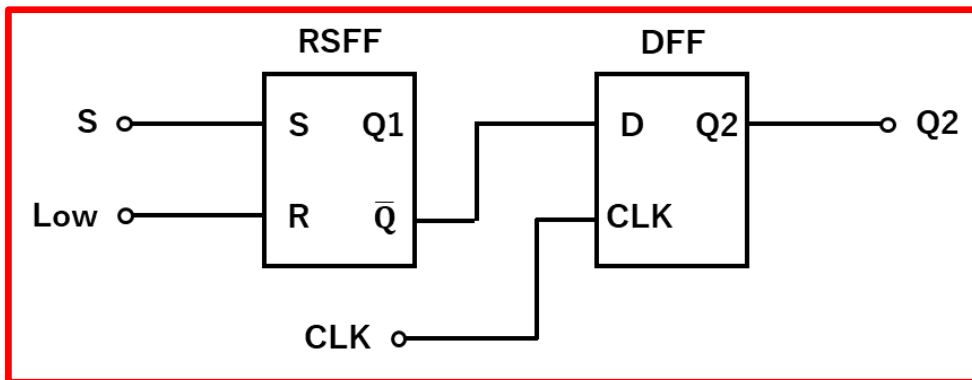 RSFF DFF
S S Q1 D Q2 Q2
Low R Q̅ CLK
CLK